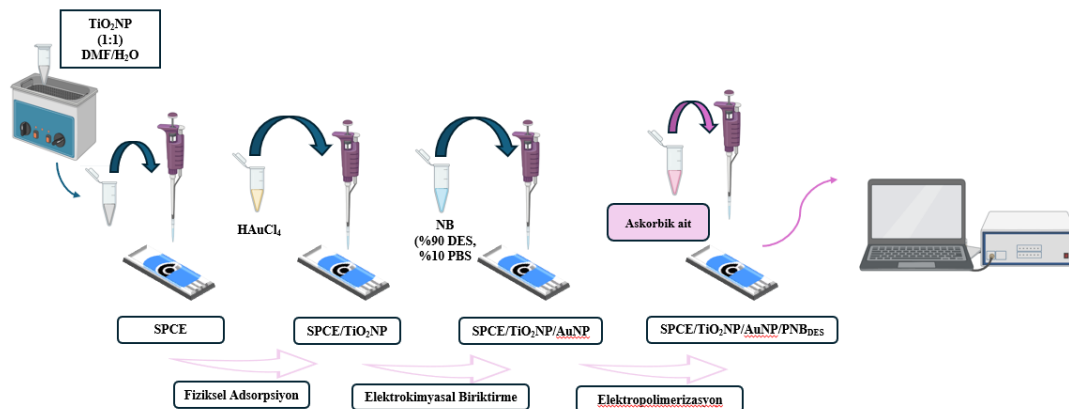 TiO₂NP
(1:1)
DMF/H₂O
HAuCl₄
NB
(%90 DES,
%10 PBS
Askorbik ait
SPCE
SPCE/TiO₂NP
SPCE/TiO₂NP/AuNP
SPCE/TiO₂NP/AuNP/PNB_DES
Fiziksel Adsorpsiyon
Elektrokimyasal Biriktirme
Elektropolimerizasyon